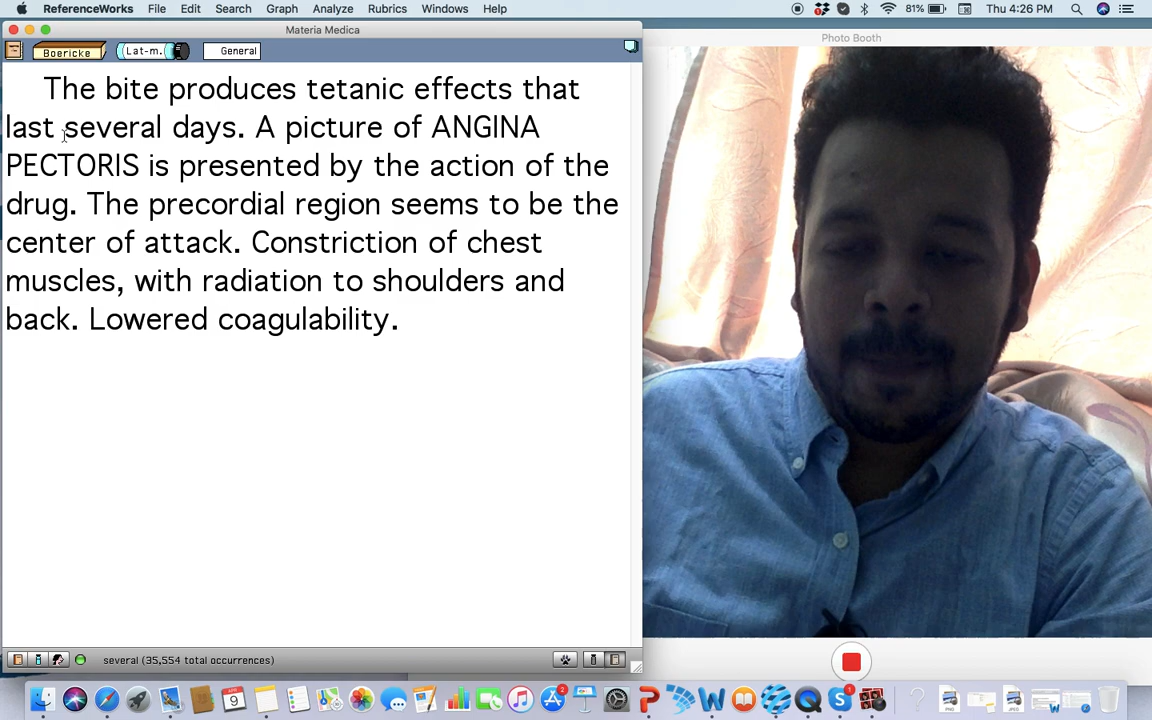 ReferenceWorks File Edit Search Graph Analyze Rubrics Windows Help 81% Thu 4:26 PM
Materia Medica
Photo Booth
Boericke Lat-m. General
The bite produces tetanic effects that
last several days. A picture of ANGINA
PECTORIS is presented by the action of the
drug. The precordial region seems to be the
center of attack. Constriction of chest
muscles, with radiation to shoulders and
back. Lowered coagulability.
several (35,554 total occurrences)